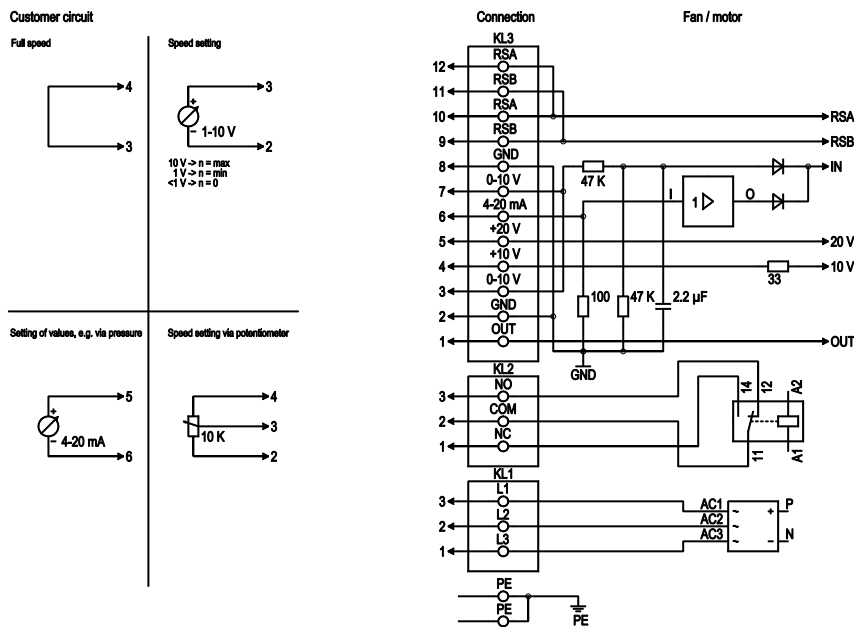 Customer circuit
Connection
Fan / motor
Full speed
4
3
Speed setting
3
+
1-10 V
−
2
10 V -> n = max
1 V -> n = min
<1 V -> n = 0
Setting of values, e.g. via pressure
5
+
4-20 mA
−
6
Speed setting via potentiometer
4
3
10 K
2
KL3
RSA
12
RSB
11
RSA
10
RSA
RSB
9
RSB
GND
8
IN
47 K
0-10 V
7
I
1
O
4-20 mA
6
+20 V
5
20 V
+10 V
4
10 V
33
0-10 V
3
100
47 K
2.2 µF
GND
2
OUT
1
OUT
GND
KL2
NO
3
14
12
A2
COM
2
NC
1
11
A1
KL1
L1
3
AC1
~
+
P
L2
2
AC2
~
L3
1
AC3
~
−
N
PE
PE
PE